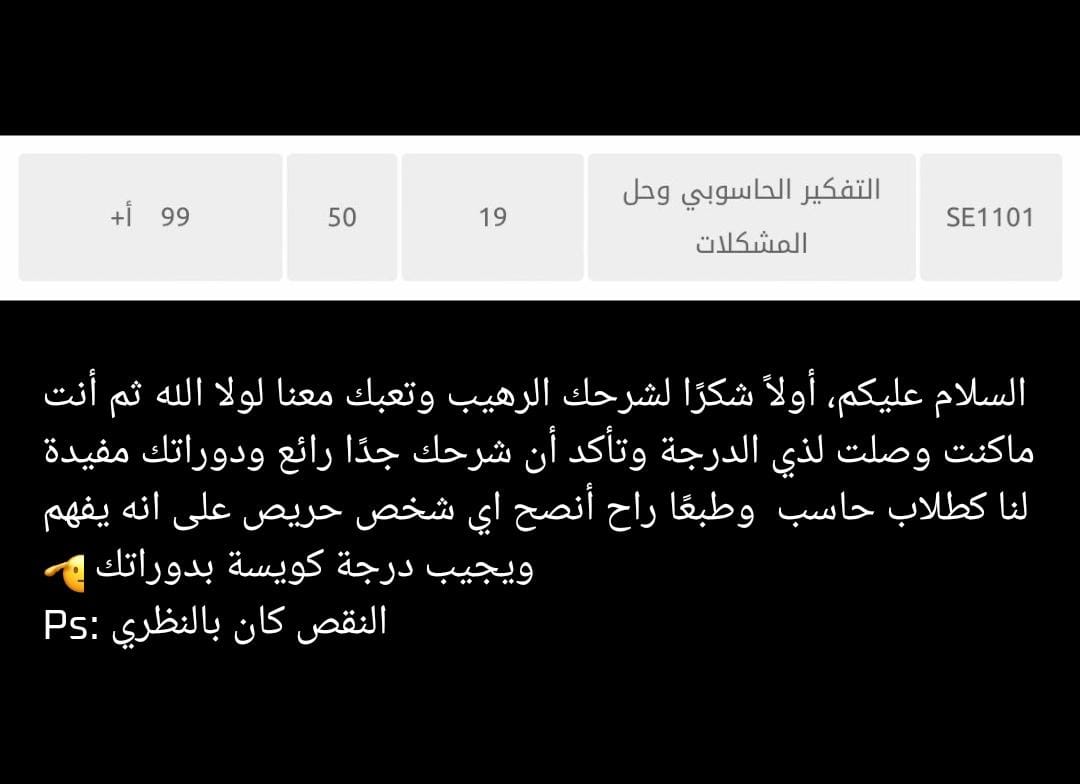 SE1101
التفكير الحاسوبي وحل
المشكلات
19
50
99 أ+
السلام عليكم، أولاً شكرًا لشرحك الرهيب وتعبك معنا لولا الله ثم أنت
ماكنت وصلت لذي الدرجة وتأكد أن شرحك جدًا رائع ودوراتك مفيدة
لنا كطلاب حاسب وطبعًا راح أنصح اي شخص حريص على انه يفهم
ويجيب درجة كويسة بدوراتك 🫡
Ps: النقص كان بالنظري